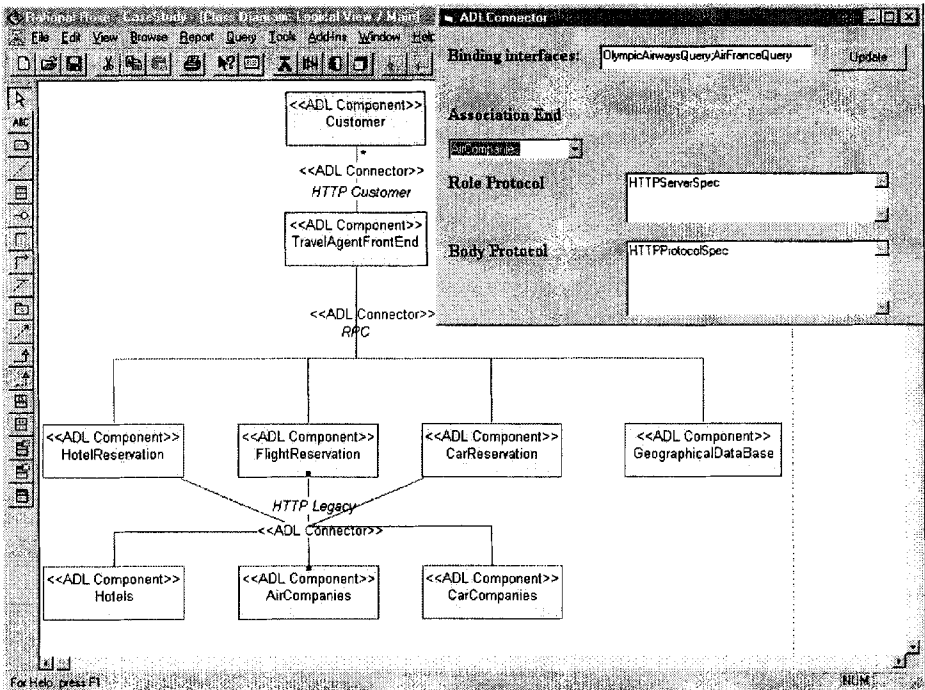 Rational Rose - CaseStudy - [Class Diagram: Logical View / Main]
File Edit View Browse Report Query Tools Add-Ins Window Help
ABC
ADLConnector
Binding interfaces:
OlympicAirwaysQuery;AirFranceQuery
Update
Association End
AirCompanies
Role Protocol
HTTPServerSpec
Body Protocol
HTTPProtocolSpec
<<ADL Component>>
Customer
*
<<ADL Connector>>
HTTP Customer
<<ADL Component>>
TravelAgentFrontEnd
<<ADL Connector>>
RPC
<<ADL Component>>
HotelReservation
<<ADL Component>>
FlightReservation
<<ADL Component>>
CarReservation
<<ADL Component>>
GeographicalDataBase
HTTP Legacy
<<ADL Connector>>
<<ADL Component>>
Hotels
<<ADL Component>>
AirCompanies
<<ADL Component>>
CarCompanies
For Help, press F1
NUM